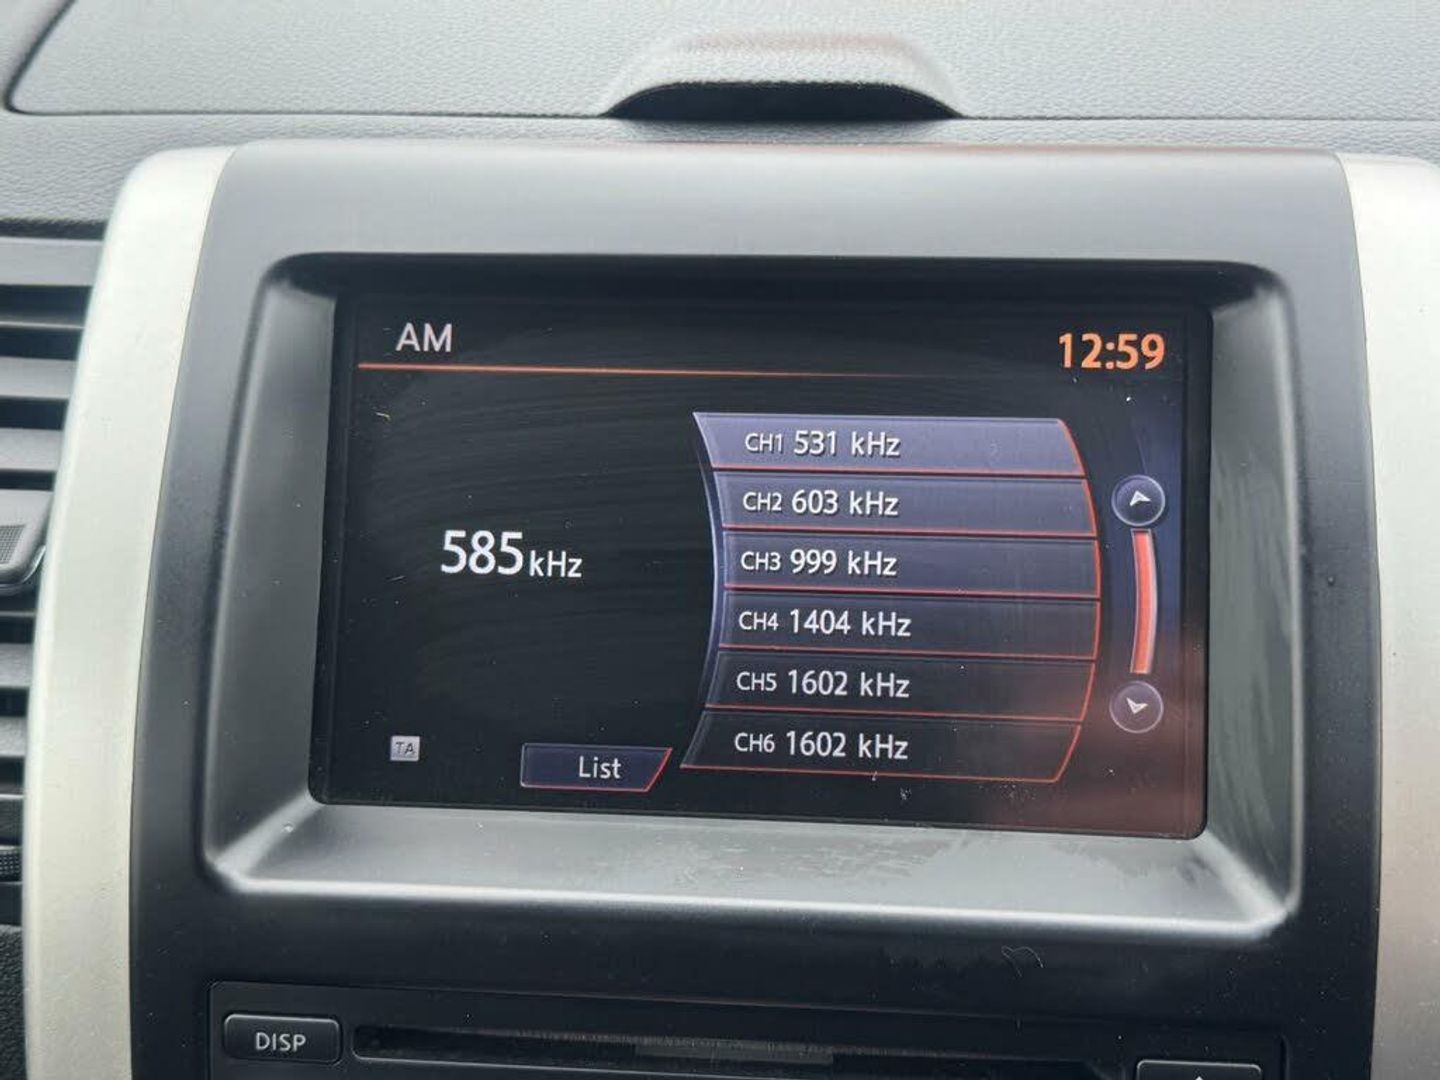 AM
12:59
585 kHz
CH1 531 kHz
CH2 603 kHz
CH3 999 kHz
CH4 1404 kHz
CH5 1602 kHz
CH6 1602 kHz
TA
List
DISP